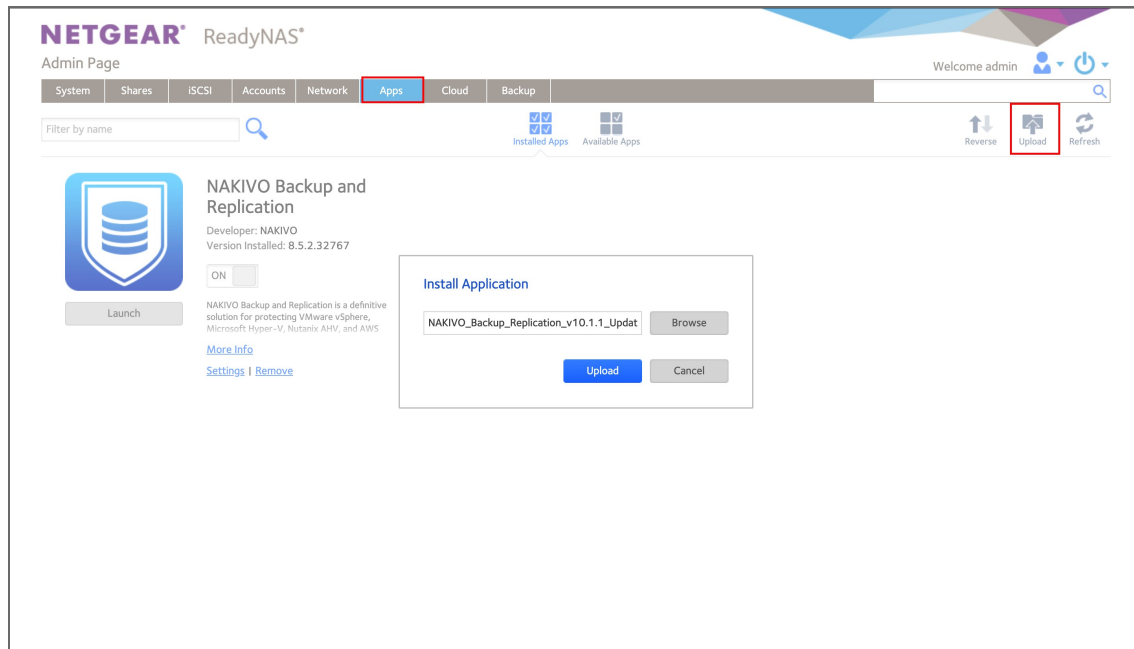 NETGEAR® ReadyNAS®
Admin Page
Welcome admin
System Shares iSCSI Accounts Network Apps Cloud Backup
Filter by name
Installed Apps Available Apps
Reverse Upload Refresh
NAKIVO Backup and
Replication
Developer: NAKIVO
Version Installed: 8.5.2.32767
ON
Launch
NAKIVO Backup and Replication is a definitive
solution for protecting VMware vSphere,
Microsoft Hyper-V, Nutanix AHV, and AWS
More Info
Settings | Remove
Install Application
NAKIVO_Backup_Replication_v10.1.1_Updat Browse
Upload Cancel